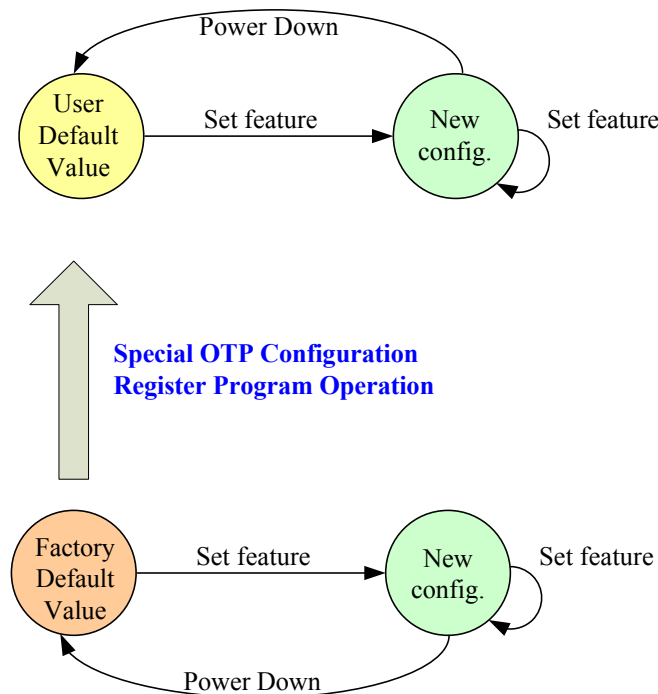 Power Down
User
Default
Value
Set feature
New
config.
Set feature
Special OTP Configuration
Register Program Operation
Factory
Default
Value
Set feature
New
config.
Set feature
Power Down